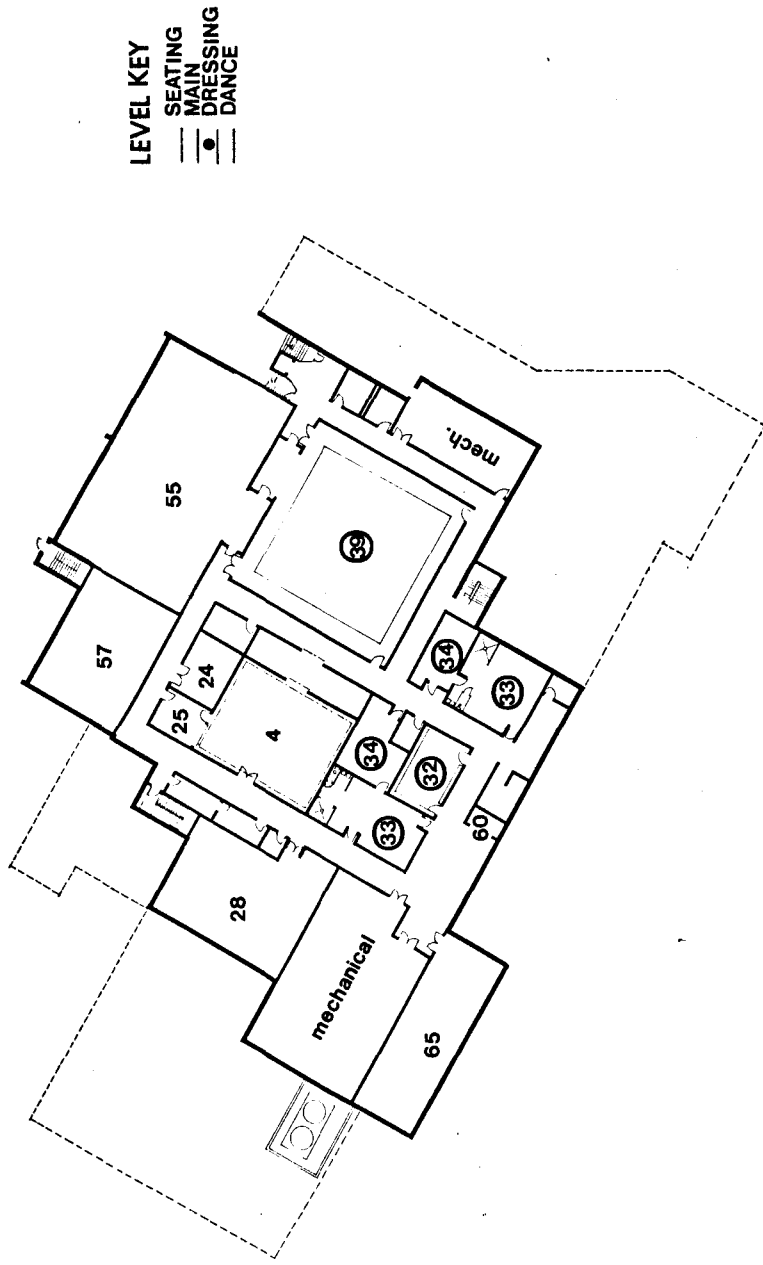 LEVEL KEY
SEATING
MAIN
DRESSING
DANCE
55
57
39
24
25
4
34
33
34
32
33
60
28
mech.
mechanical
65